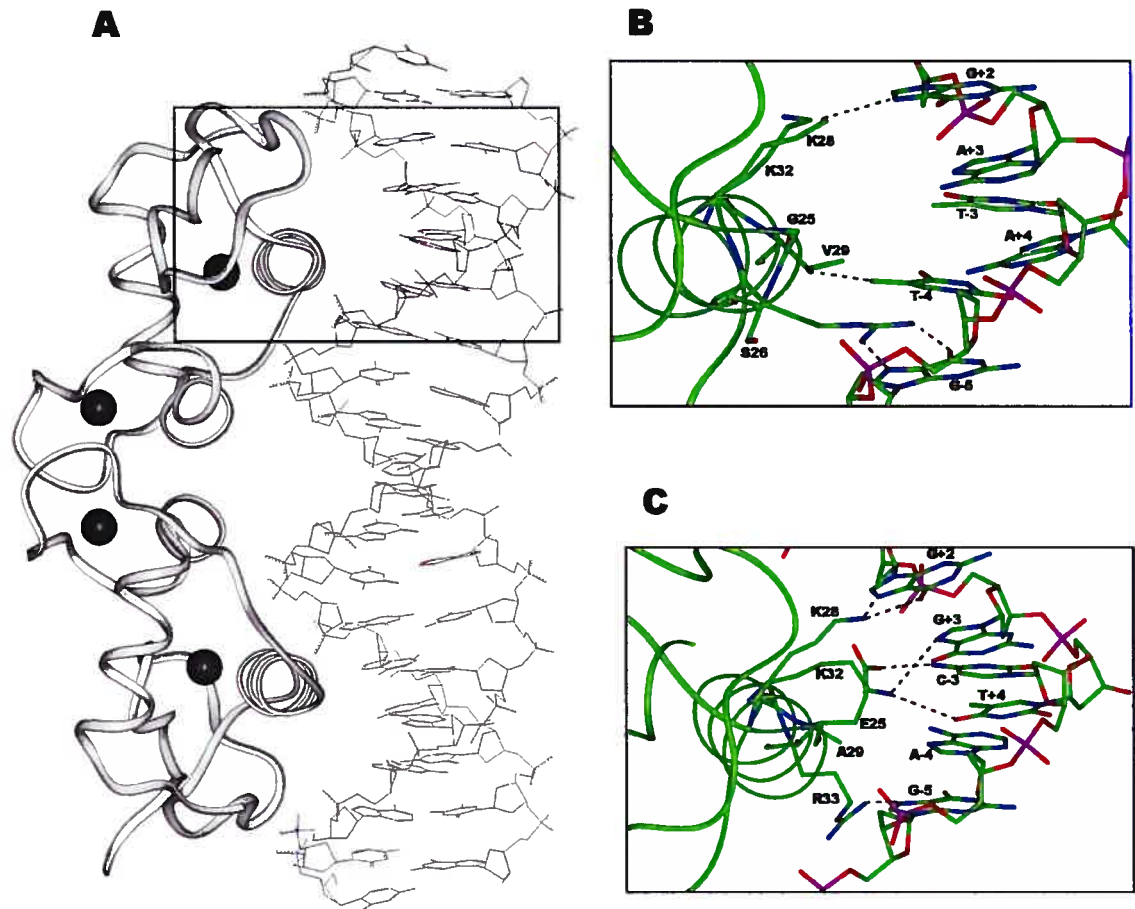 A
B
G+2
K28
A+3
K32
T-3
G25
A+4
V29
T-4
S26
G-5
C
G+2
K28
G+3
K32
C-3
T+4
E25
A29
A-4
R33
G-5